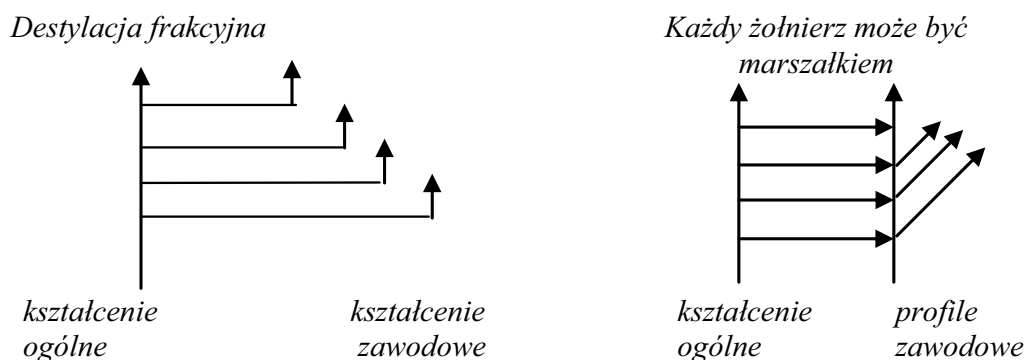 Destylacja frakcyjna
Każdy żołnierz może być
marszałkiem
kształcenie
ogólne
kształcenie
zawodowe
kształcenie
ogólne
profile
zawodowe